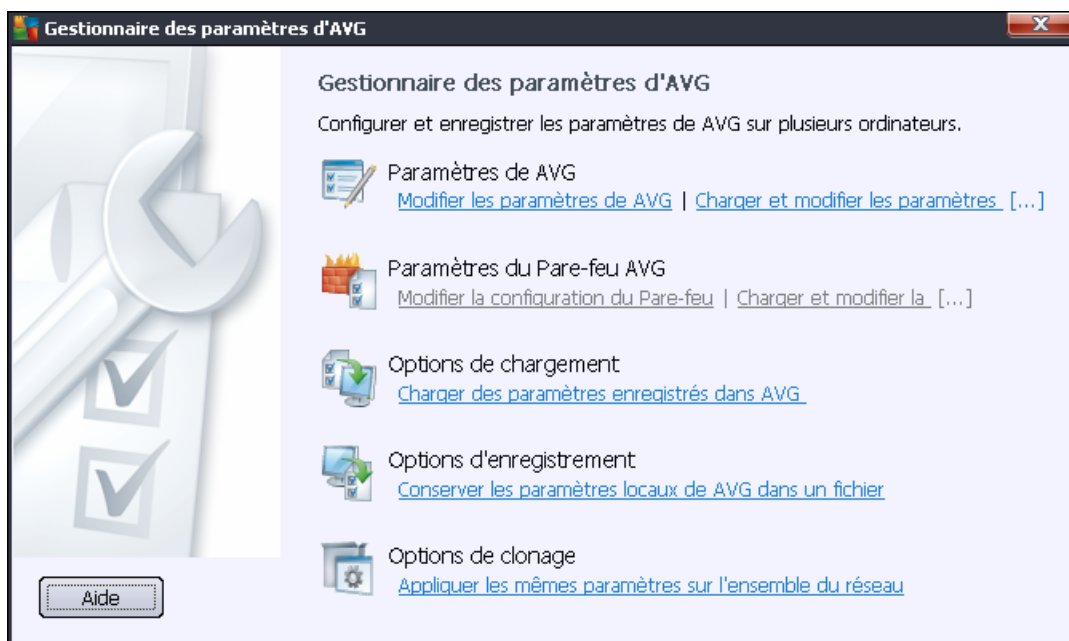 Gestionnaire des paramètres d'AVG
Gestionnaire des paramètres d'AVG
Configurer et enregistrer les paramètres de AVG sur plusieurs ordinateurs.
Paramètres de AVG
Modifier les paramètres de AVG | Charger et modifier les paramètres [...]
Paramètres du Pare-feu AVG
Modifier la configuration du Pare-feu | Charger et modifier la [...]
Options de chargement
Charger des paramètres enregistrés dans AVG
Options d'enregistrement
Conserver les paramètres locaux de AVG dans un fichier
Options de clonage
Appliquer les mêmes paramètres sur l'ensemble du réseau
Aide